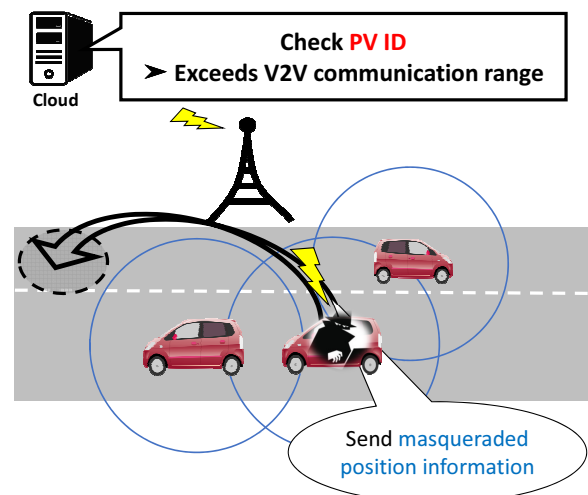 Check PV ID
➤ Exceeds V2V communication range
Cloud
Send masqueraded
position information